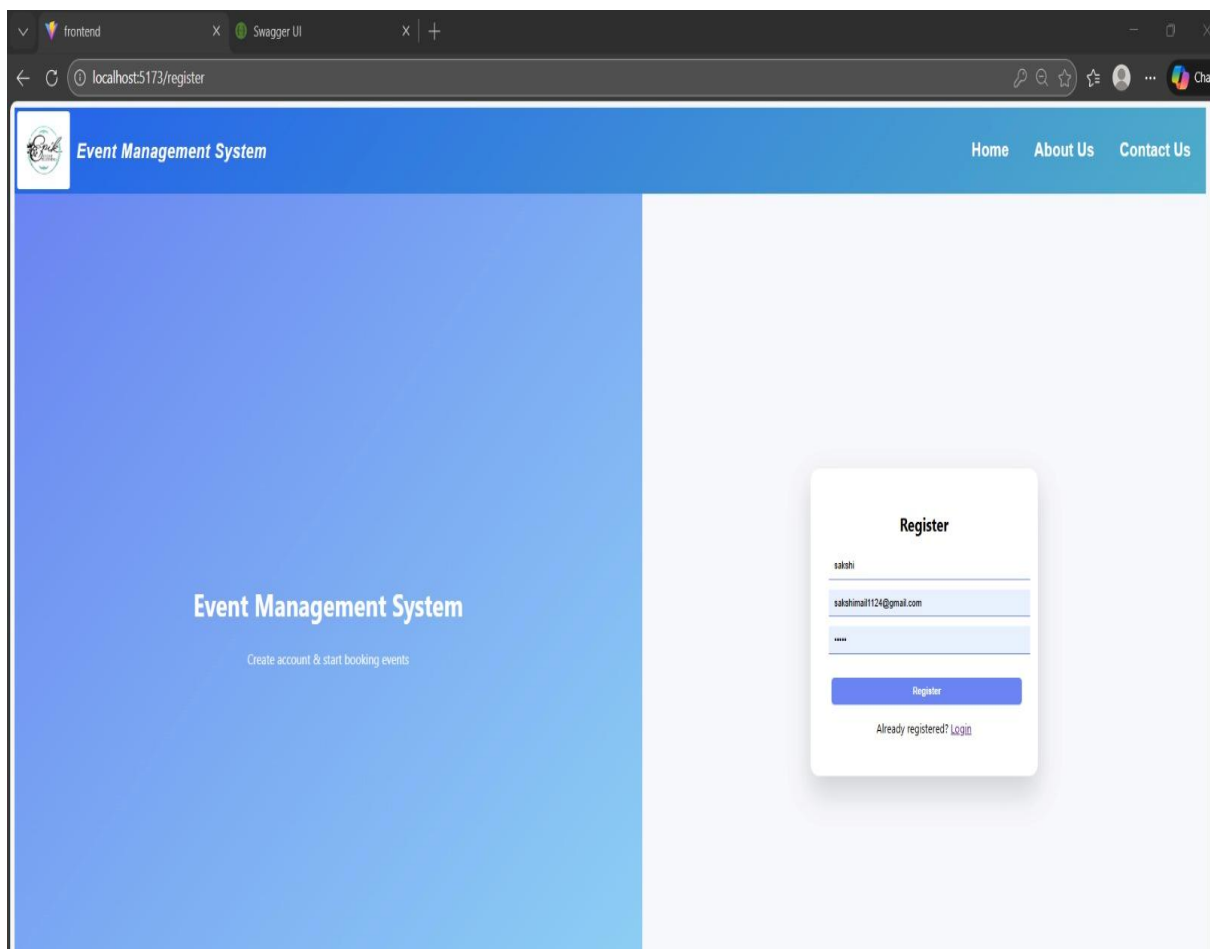 frontend
Swagger UI
localhost:5173/register
Cha
Event Management System
Home About Us Contact Us
Event Management System
Create account & start booking events
Register
sakshi
sakshimail1124@gmail.com
•••••
Register
Already registered? Login